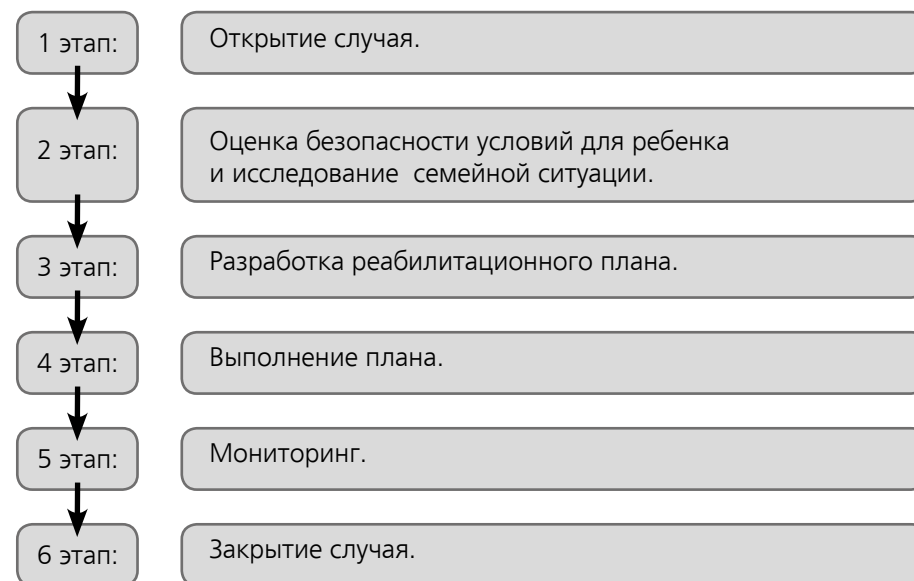 1 этап:
Открытие случая.
2 этап:
Оценка безопасности условий для ребенка
и исследование семейной ситуации.
3 этап:
Разработка реабилитационного плана.
4 этап:
Выполнение плана.
5 этап:
Мониторинг.
6 этап:
Закрытие случая.